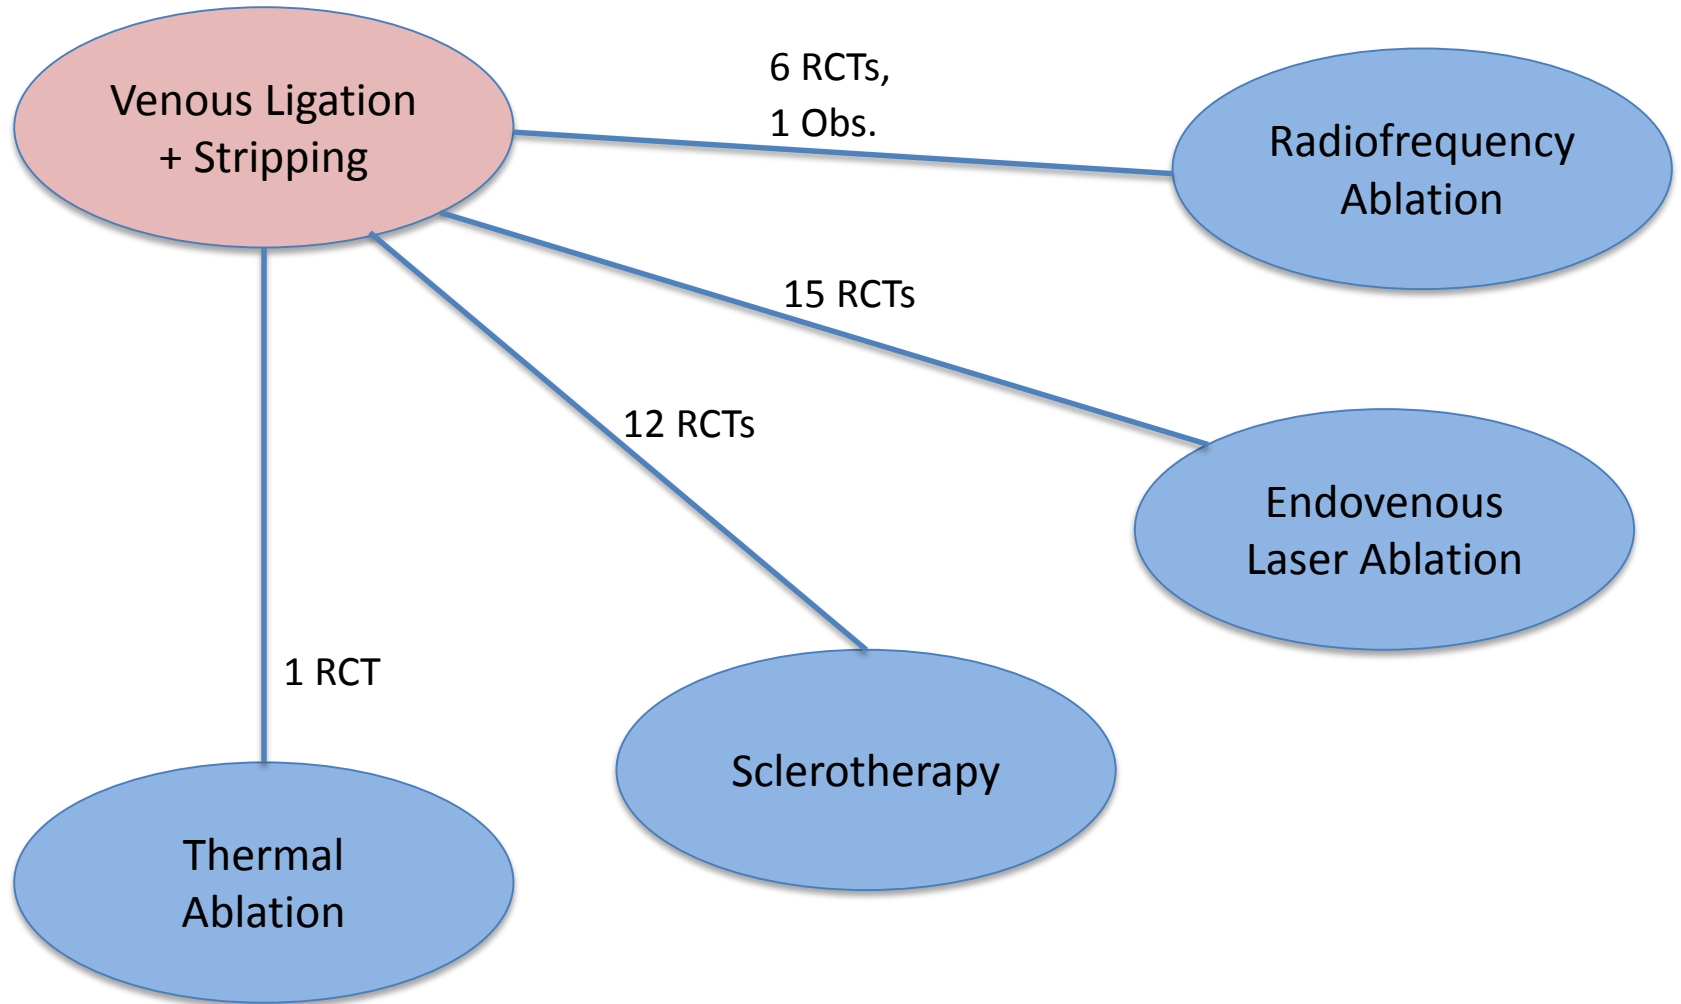 Venous Ligation
+ Stripping
6 RCTs,
1 Obs.
Radiofrequency
Ablation
15 RCTs
12 RCTs
Endovenous
Laser Ablation
1 RCT
Sclerotherapy
Thermal
Ablation